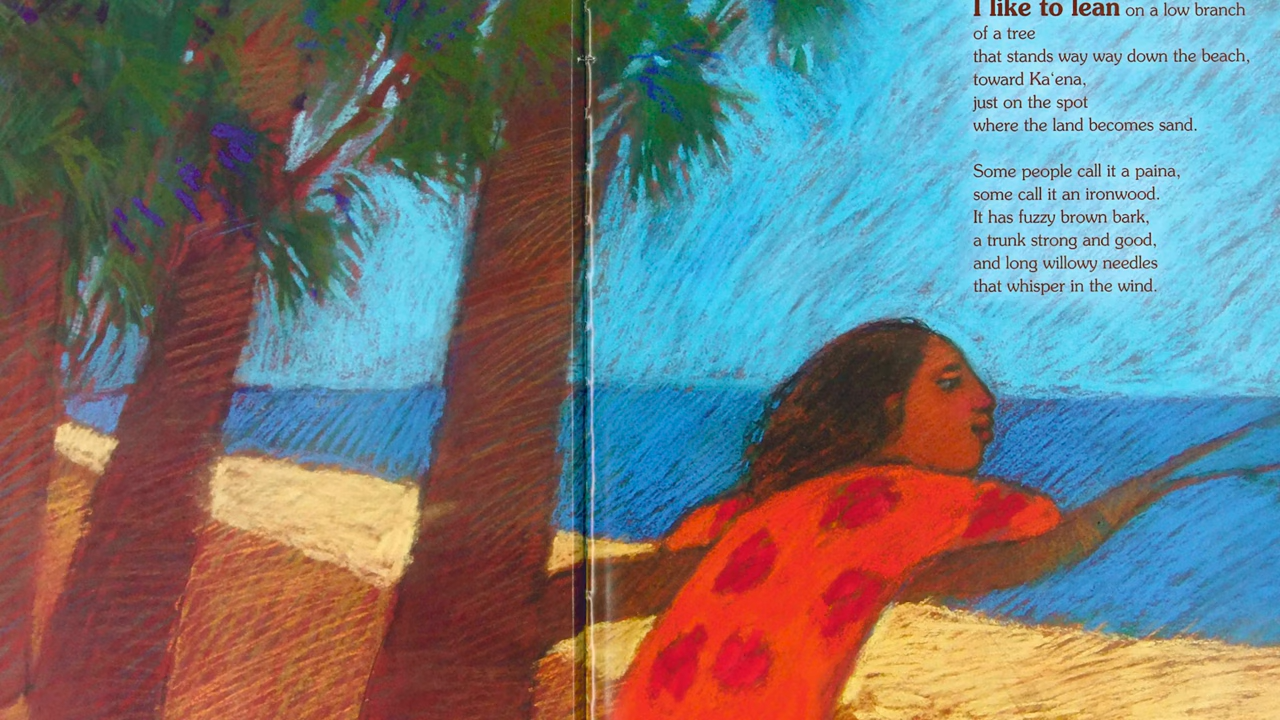 I like to lean on a low branch
of a tree
that stands way way down the beach,
toward Kaʻena,
just on the spot
where the land becomes sand.
Some people call it a paina,
some call it an ironwood.
It has fuzzy brown bark,
a trunk strong and good,
and long willowy needles
that whisper in the wind.